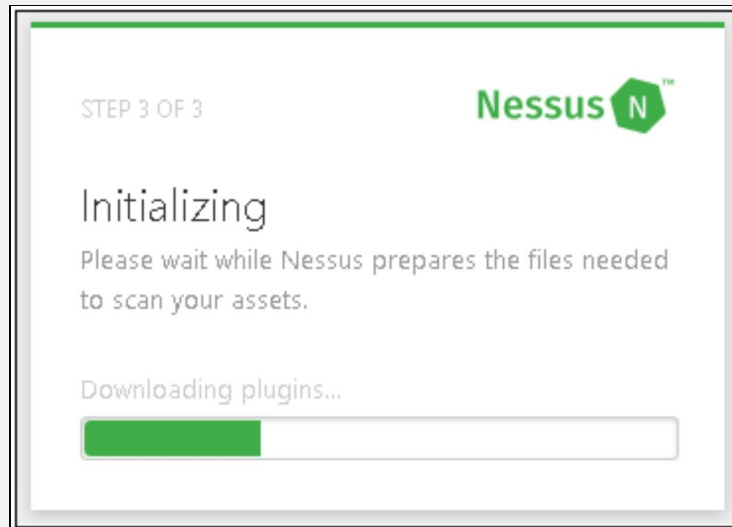 STEP 3 OF 3
Nessus N™
Initializing
Please wait while Nessus prepares the files needed
to scan your assets.
Downloading plugins...